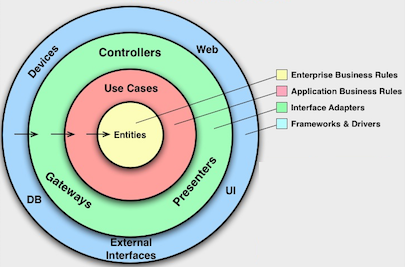 Devices
Web
Controllers
Use Cases
Entities
Gateways
Presenters
DB
UI
External
Interfaces
Enterprise Business Rules
Application Business Rules
Interface Adapters
Frameworks & Drivers